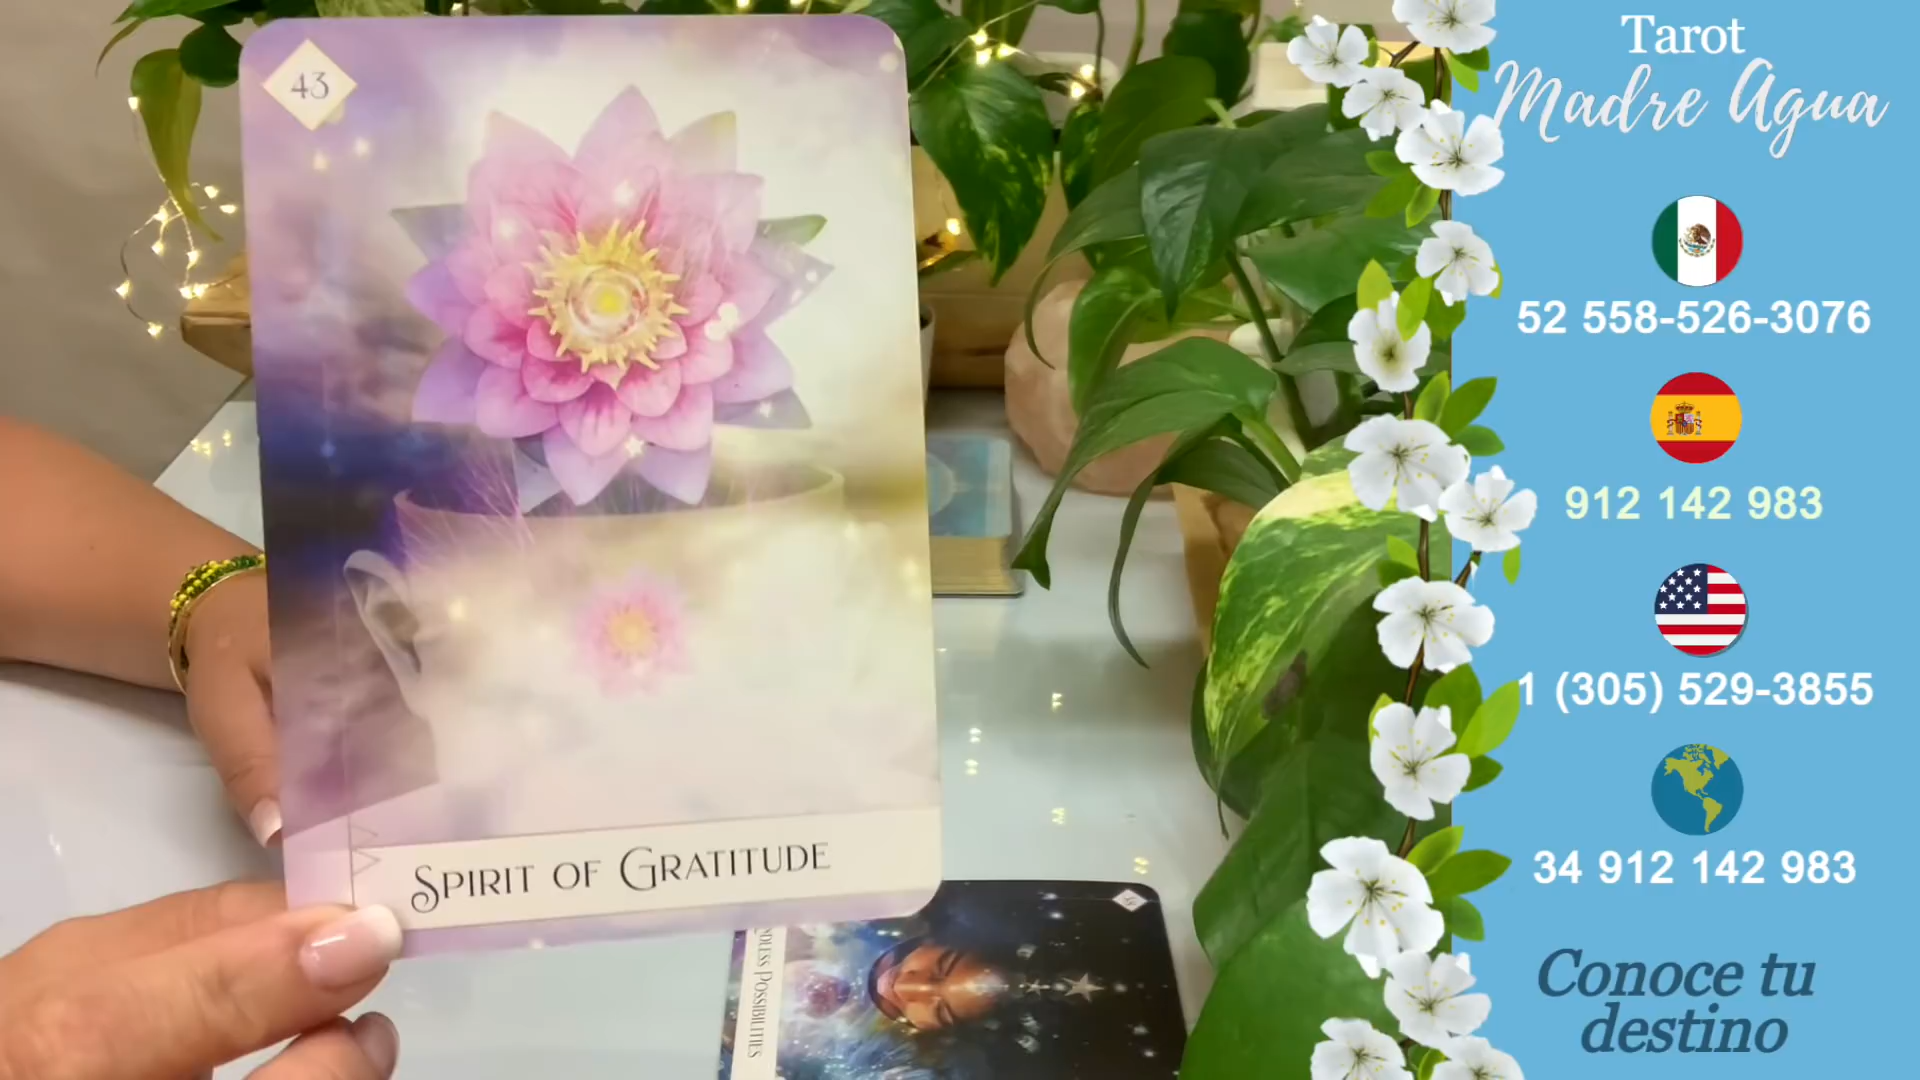 43
SPIRIT OF GRATITUDE
NDLESS POSSIBILITIES
Tarot
Madre Agua
52 558-526-3076
912 142 983
1 (305) 529-3855
34 912 142 983
Conoce tu
destino